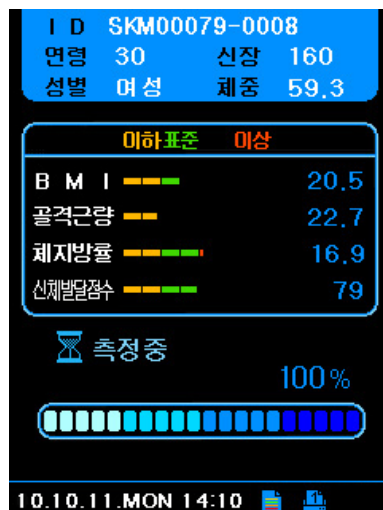 I D SKM00079-0008
연령 30 신장 160
성별 여성 체중 59.3
이하 표준 이상
B M I 20.5
골격근량 22.7
체지방률 16.9
신체발달점수 79
측정 중
100%
10.10.11.MON 14:10